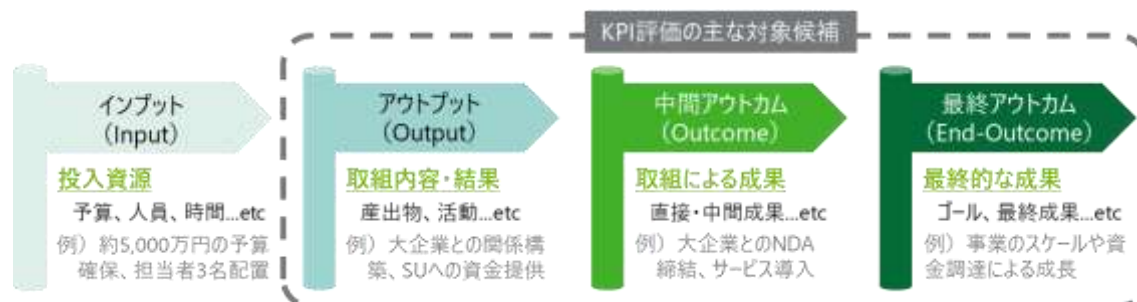 KPI評価の主な対象候補
インプット
(Input)
投入資源
予算、人員、時間...etc
例）約5,000万円の予算
確保、担当者3名配置
アウトプット
(Output)
取組内容・結果
産出物、活動...etc
例）大企業との関係構
築、SUへの資金提供
中間アウトカム
(Outcome)
取組による成果
直接・中間成果...etc
例）大企業とのNDA
締結、サービス導入
最終アウトカム
(End-Outcome)
最終的な成果
ゴール、最終成果...etc
例）事業のスケールや資
金調達による成長